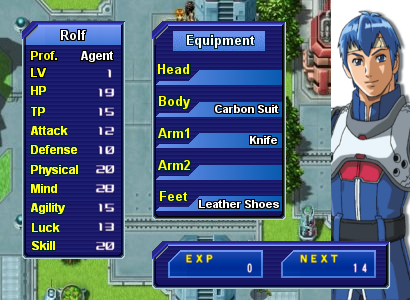 Rolf
Prof. Agent
LV 1
HP 19
TP 15
Attack 12
Defense 10
Physical 20
Mind 28
Agility 15
Luck 13
Skill 20
Equipment
Head
Body
Carbon Suit
Arm1
Knife
Arm2
Feet
Leather Shoes
EXP
0
NEXT
14